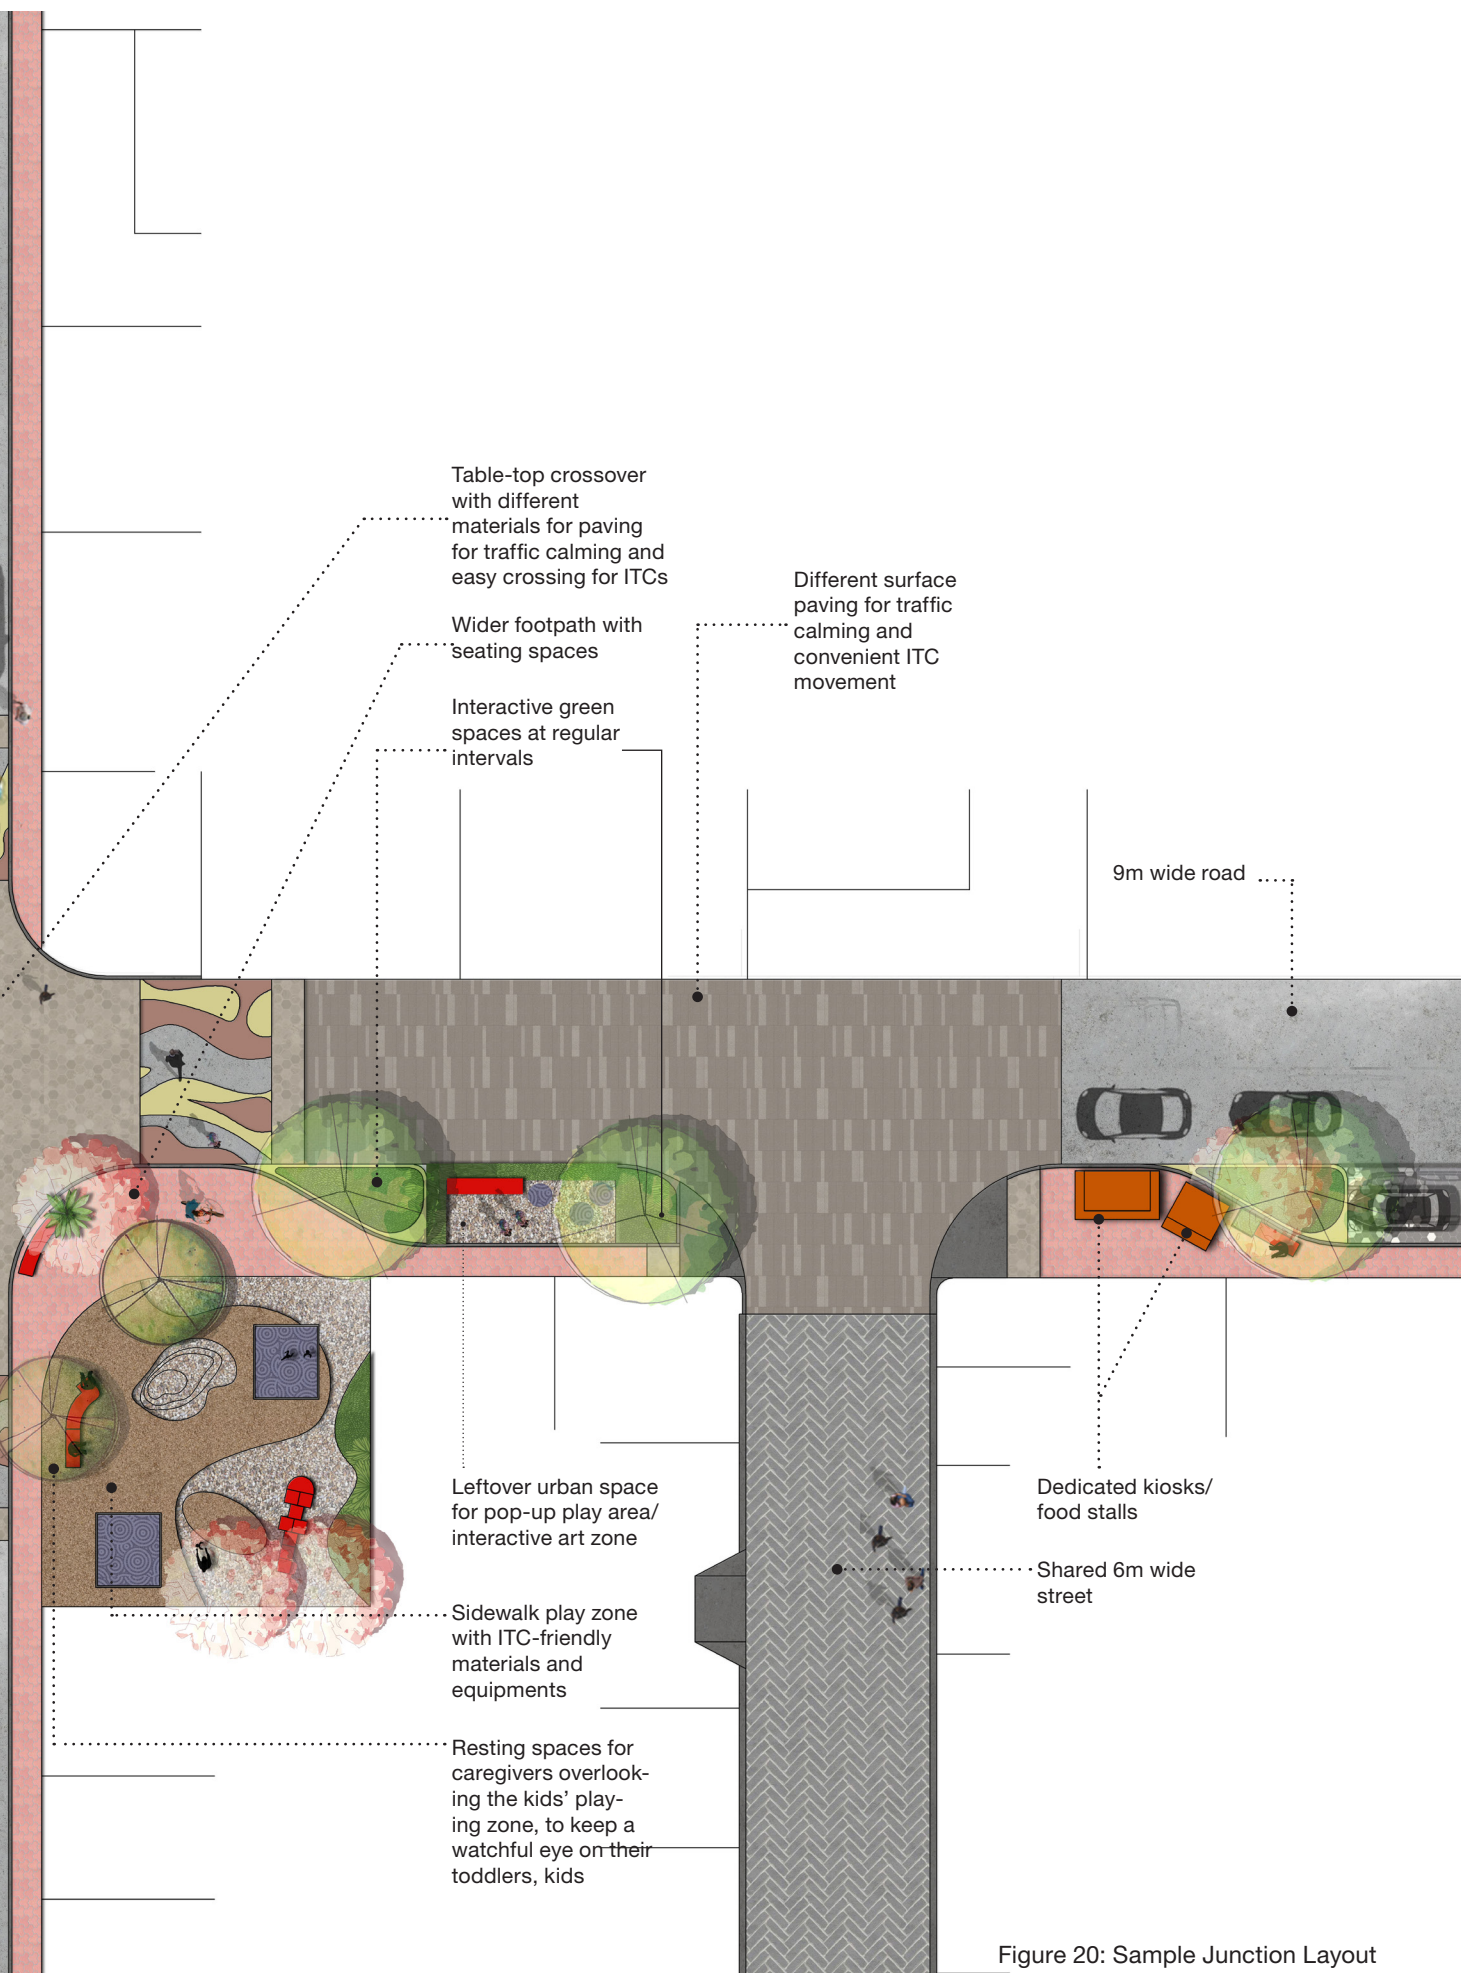 Table-top crossover
with different
materials for paving
for traffic calming and
easy crossing for ITCs
Wider footpath with
seating spaces
Interactive green
spaces at regular
intervals
Different surface
paving for traffic
calming and
convenient ITC
movement
9m wide road
Leftover urban space
for pop-up play area/
interactive art zone
Sidewalk play zone
with ITC-friendly
materials and
equipments
Resting spaces for
caregivers overlook-
ing the kids’ play-
ing zone, to keep a
watchful eye on their
toddlers, kids
Dedicated kiosks/
food stalls
Shared 6m wide
street
Figure 20: Sample Junction Layout